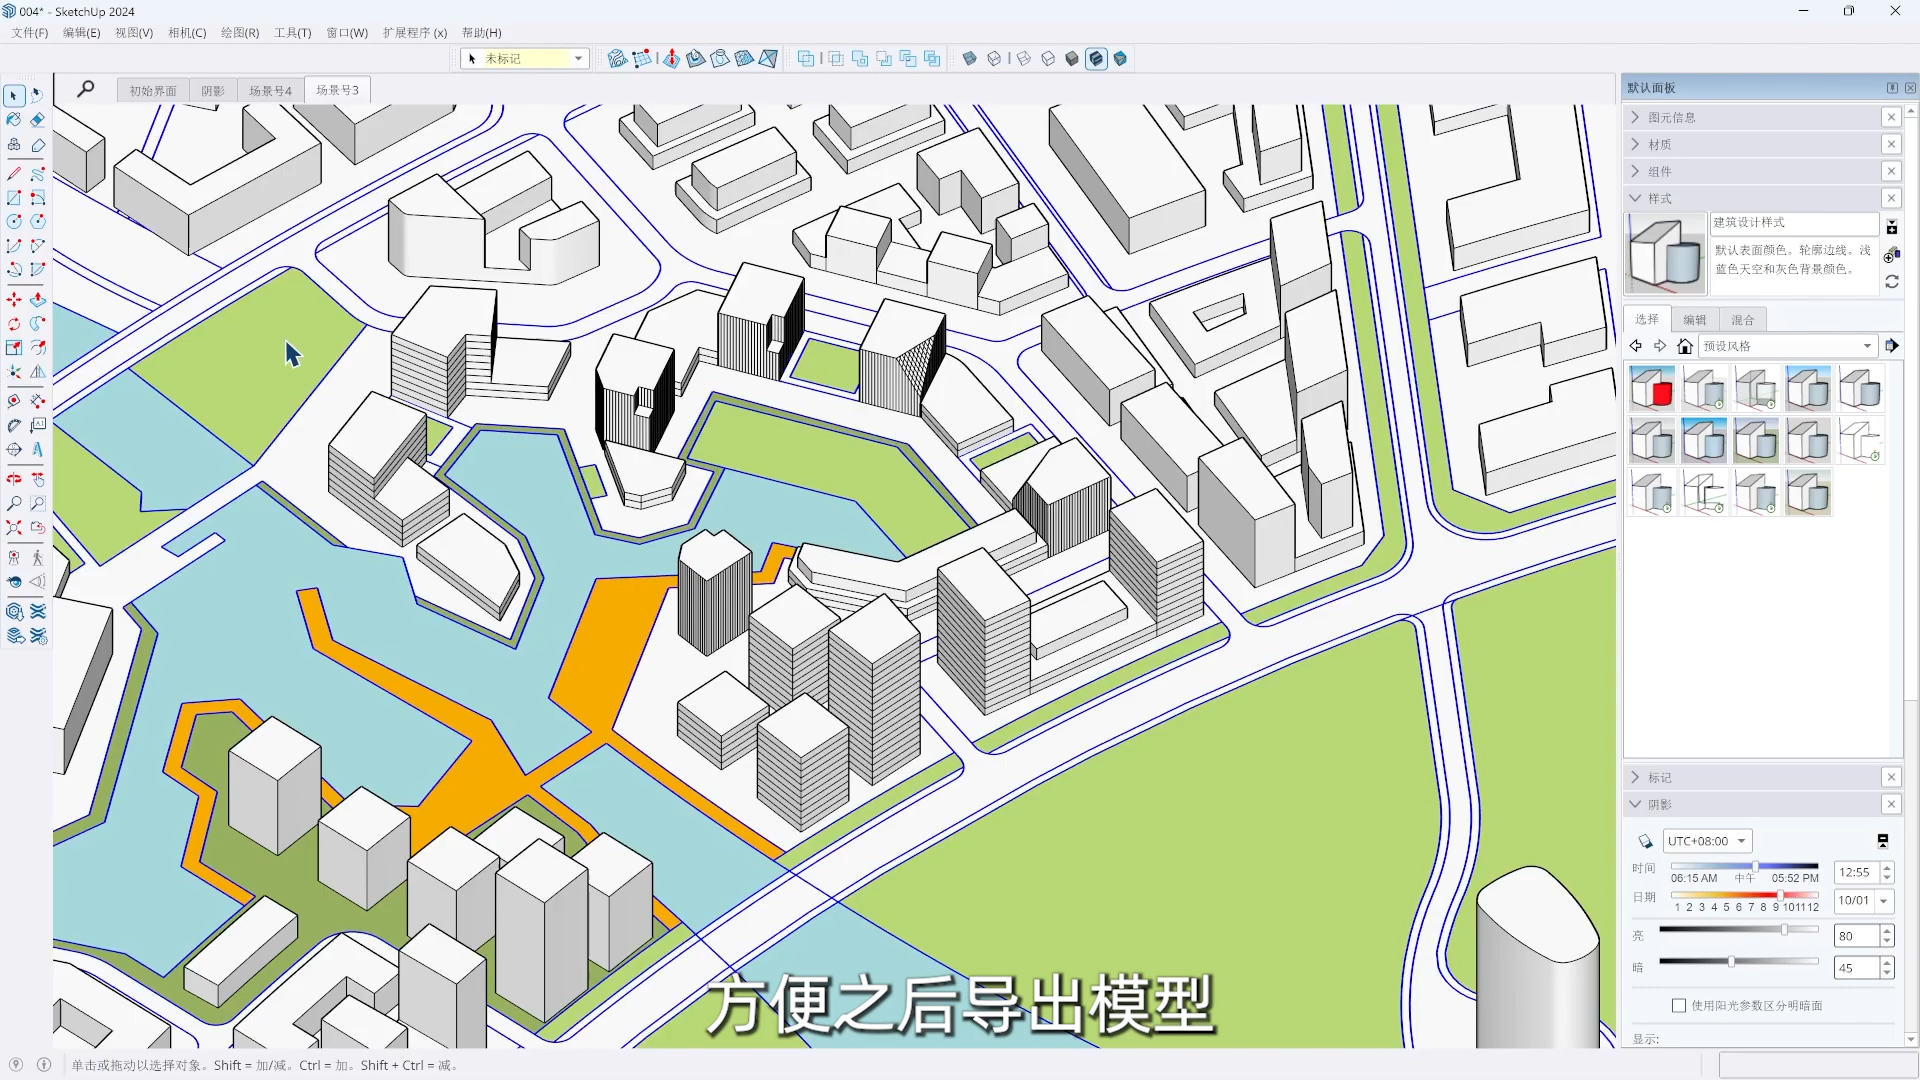 004* - SketchUp 2024
文件(F) 编辑(E) 视图(V) 相机(C) 绘图(R) 工具(T) 窗口(W) 扩展程序 (x) 帮助(H)
未标记
初始界面 阴影 场景号4 场景号3
默认面板
图元信息
材质
组件
样式
建筑设计样式
默认表面颜色。轮廓边线。浅
蓝色天空和灰色背景颜色。
选择 编辑 混合
预设风格
标记
阴影
UTC+08:00
时间
06:15 AM 中午 05:52 PM
12:55
日期
1 2 3 4 5 6 7 8 9 10 11 12
10/01
亮 80
暗 45
使用阳光参数区分明暗面
显示:
方便之后导出模型
单击或拖动以选择对象。Shift = 加/减。Ctrl = 加。Shift + Ctrl = 减。